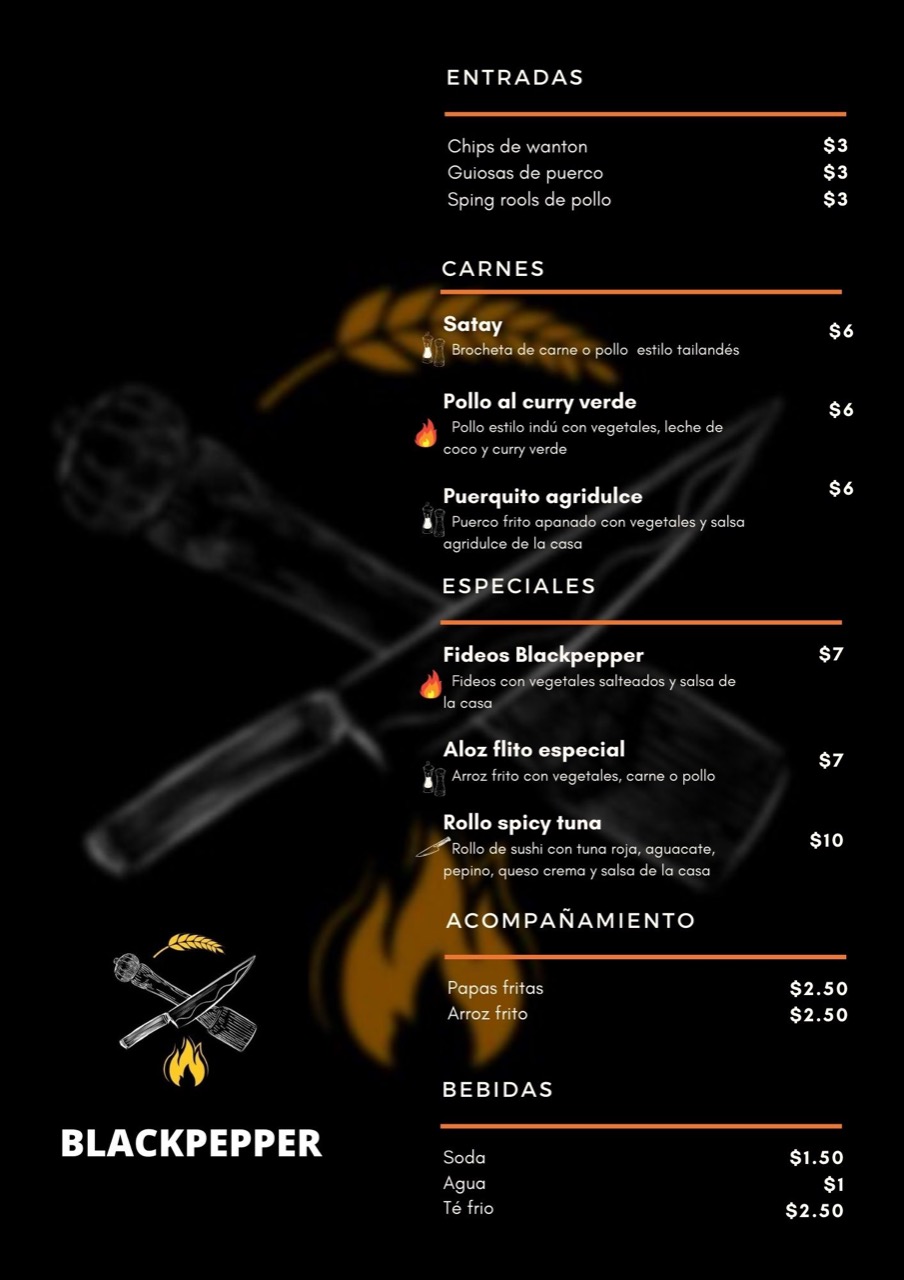 ENTRADAS
Chips de wanton $3
Guiosas de puerco $3
Sping rools de pollo $3
CARNES
Satay $6
Brocheta de carne o pollo estilo tailandés
Pollo al curry verde $6
Pollo estilo indú con vegetales, leche de
coco y curry verde
Puerquito agridulce $6
Puerco frito apanado con vegetales y salsa
agridulce de la casa
ESPECIALES
Fideos Blackpepper $7
Fideos con vegetales salteados y salsa de
la casa
Aloz flito especial $7
Arroz frito con vegetales, carne o pollo
Rollo spicy tuna $10
Rollo de sushi con tuna roja, aguacate,
pepino, queso crema y salsa de la casa
ACOMPAÑAMIENTO
Papas fritas $2.50
Arroz frito $2.50
BEBIDAS
Soda $1.50
Agua $1
Té frio $2.50
BLACKPEPPER